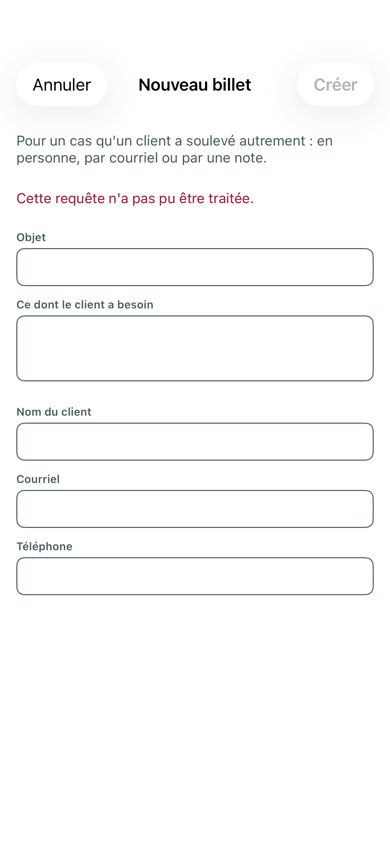 Annuler
Nouveau billet
Créer
Pour un cas qu'un client a soulevé autrement : en
personne, par courriel ou par une note.
Cette requête n'a pas pu être traitée.
Objet
Ce dont le client a besoin
Nom du client
Courriel
Téléphone